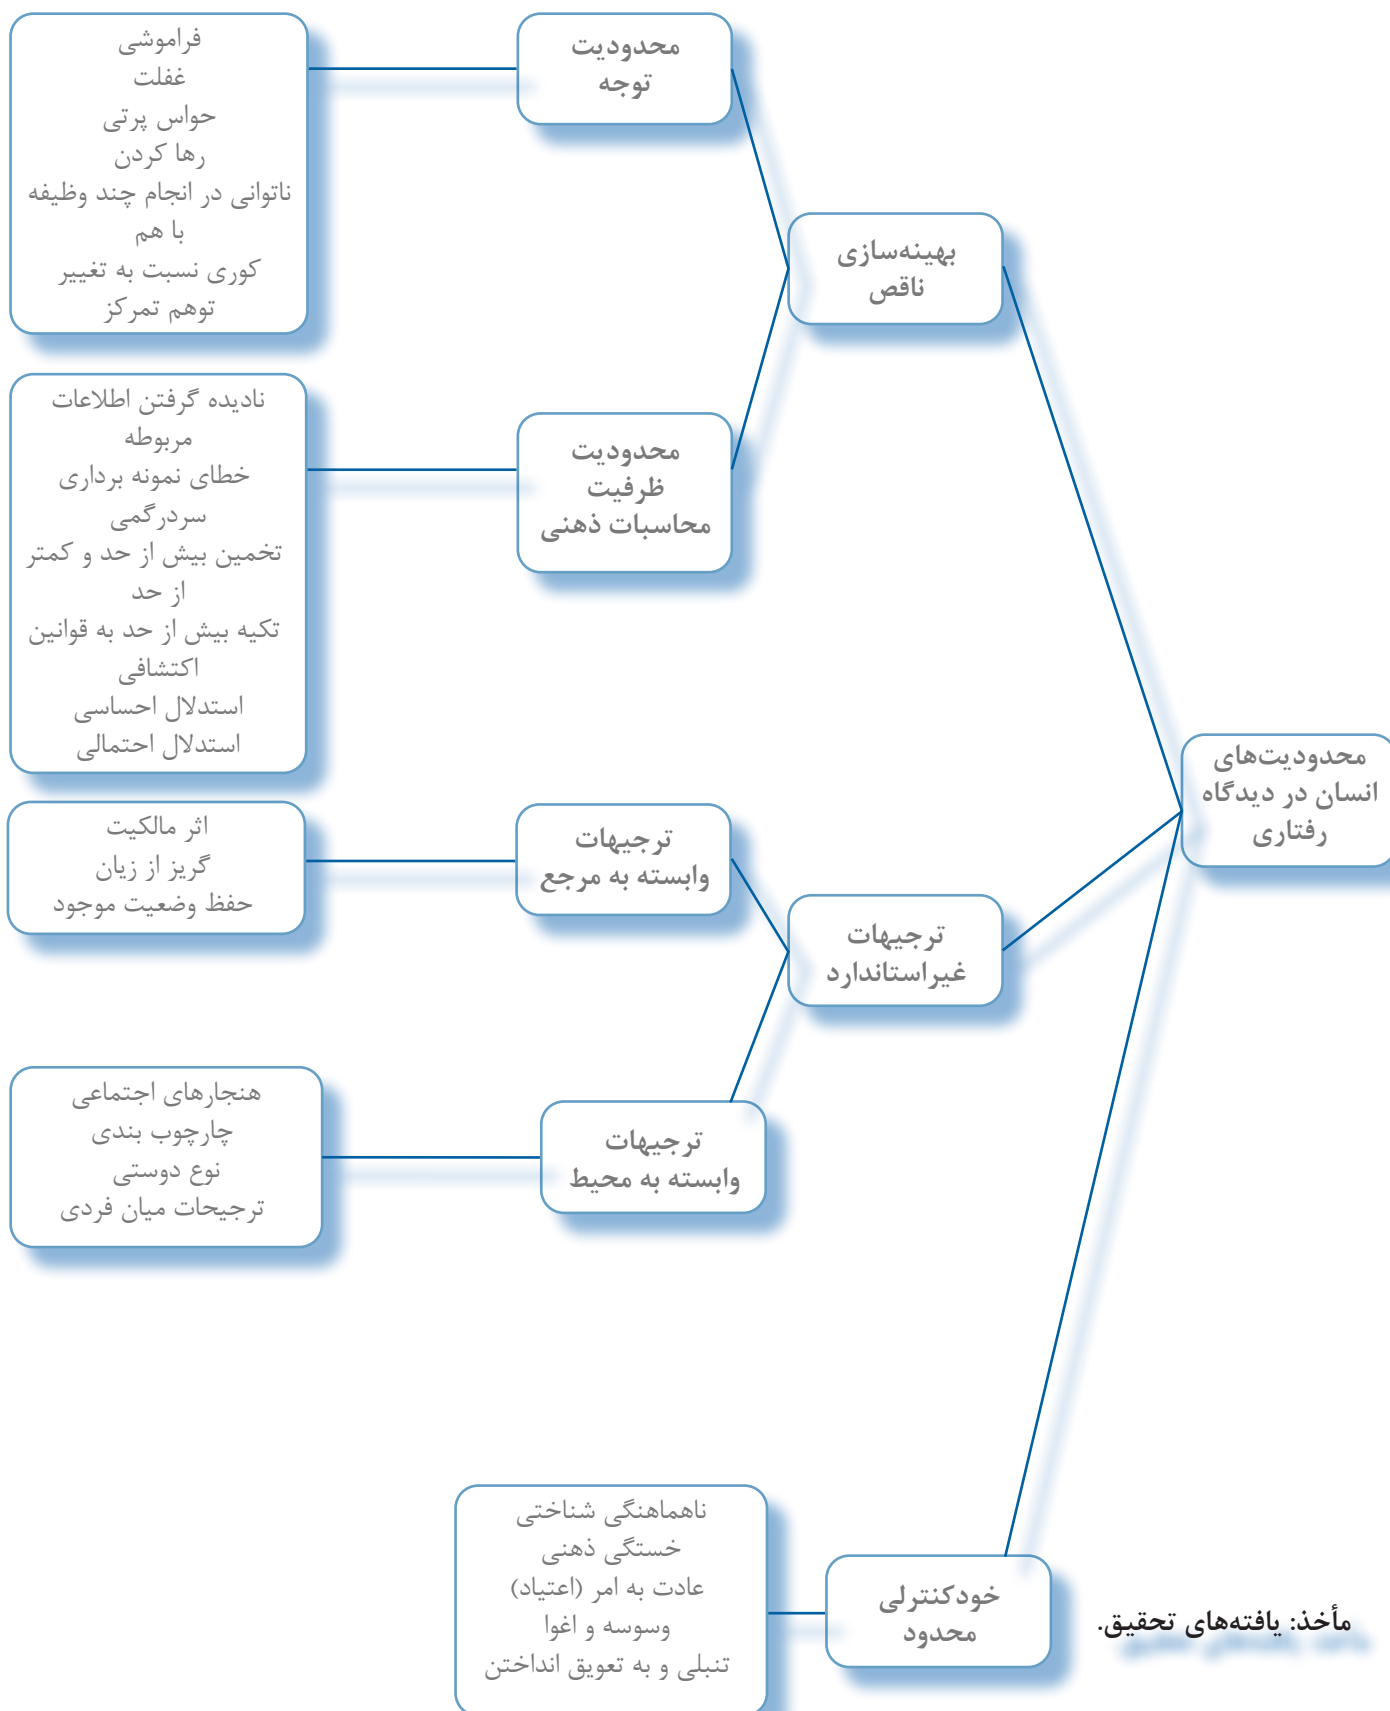 محدودیت‌های
انسان در دیدگاه
رفتاری
بهینه‌سازی
ناقص
محدودیت
توجه
فراموشی
غفلت
حواس پرتی
رها کردن
ناتوانی در انجام چند وظیفه
با هم
کوری نسبت به تغییر
توهم تمرکز
محدودیت
ظرفیت
محاسبات ذهنی
نادیده گرفتن اطلاعات
مربوطه
خطای نمونه برداری
سردرگمی
تخمین بیش از حد و کمتر
از حد
تکیه بیش از حد به قوانین
اکتشافی
استدلال احساسی
استدلال احتمالی
ترجیهات
غیراستاندارد
ترجیهات
وابسته به مرجع
اثر مالکیت
گریز از زیان
حفظ وضعیت موجود
ترجیهات
وابسته به محیط
هنجارهای اجتماعی
چارچوب بندی
نوع دوستی
ترجیحات میان فردی
خودکنترلی
محدود
ناهماهنگی شناختی
خستگی ذهنی
عادت به امر (اعتیاد)
وسوسه و اغوا
تنبلی و به تعویق انداختن
مأخذ: یافته‌های تحقیق.